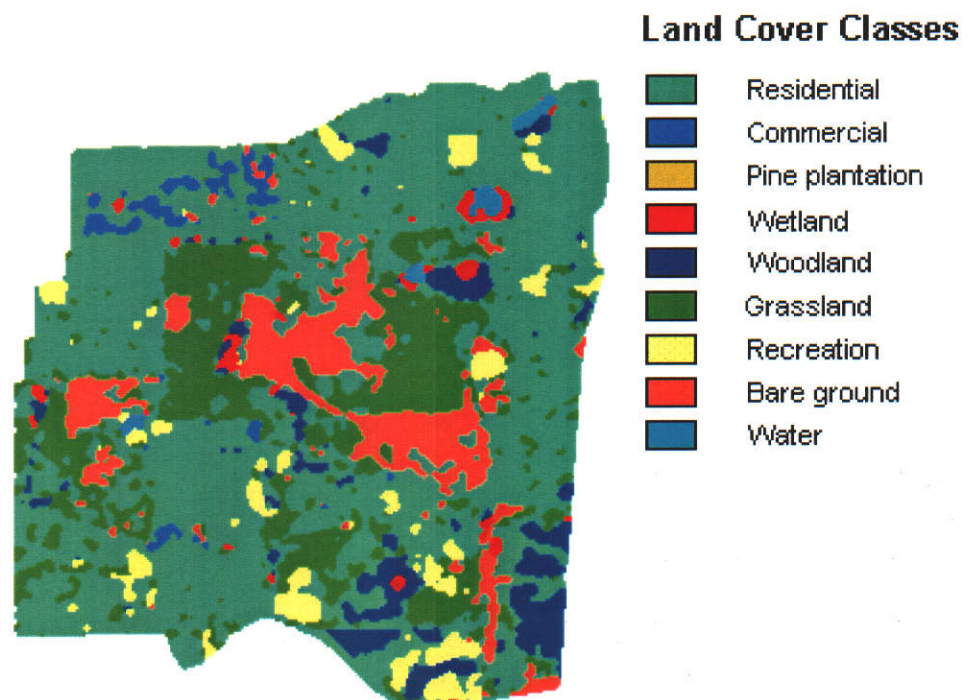 Land Cover Classes
Residential
Commercial
Pine plantation
Wetland
Woodland
Grassland
Recreation
Bare ground
Water